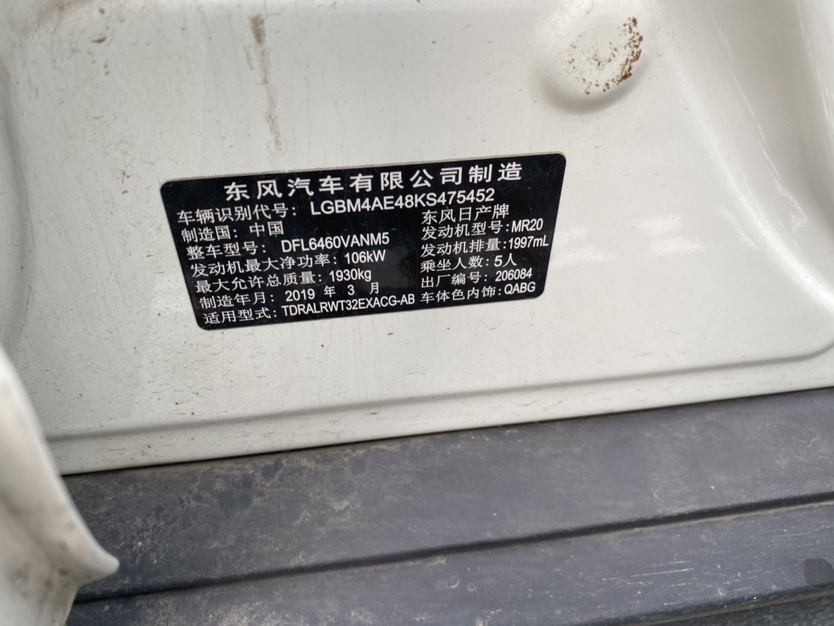 东风汽车有限公司制造
车辆识别代号: LGBM4AE48KS475452
制造国: 中国 东风日产牌
整车型号: DFL6460VANM5 发动机型号: MR20
发动机最大净功率: 106kW 发动机排量: 1997mL
最大允许总质量: 1930kg 乘坐人数: 5人
制造年月: 2019 年 3 月 出厂编号: 206084
适用型式: TDRALRWT32EXACG-AB 车体色内饰: QABG